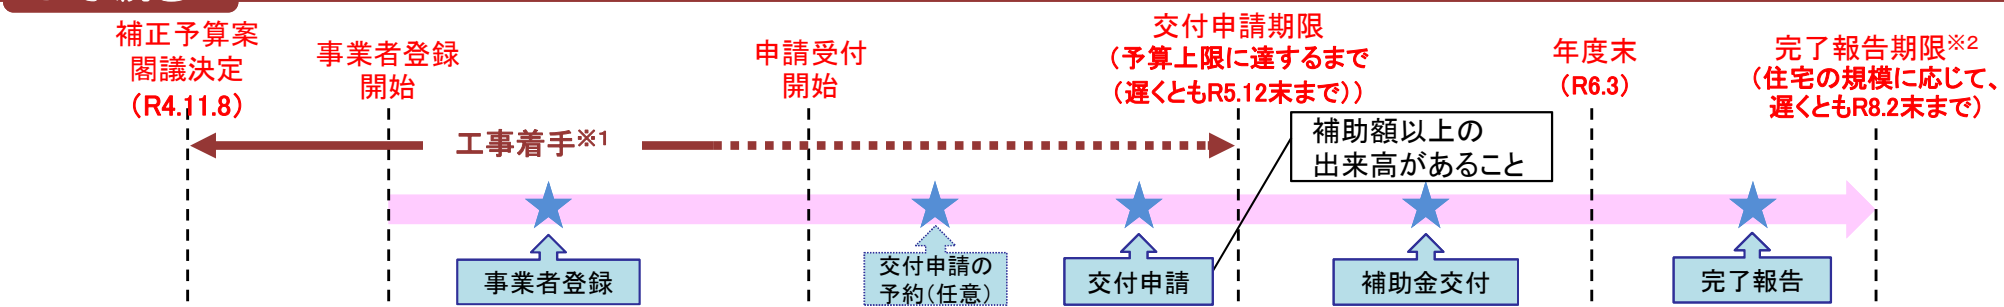 補正予算案
閣議決定
(R4.11.8)
事業者登録
開始
申請受付
開始
交付申請期限
(予算上限に達するまで
(遅くともR5.12末まで))
年度末
(R6.3)
完了報告期限※2
(住宅の規模に応じて、
遅くともR8.2末まで)
工事着手※1
補助額以上の
出来高があること
事業者登録
交付申請の
予約(任意)
交付申請
補助金交付
完了報告